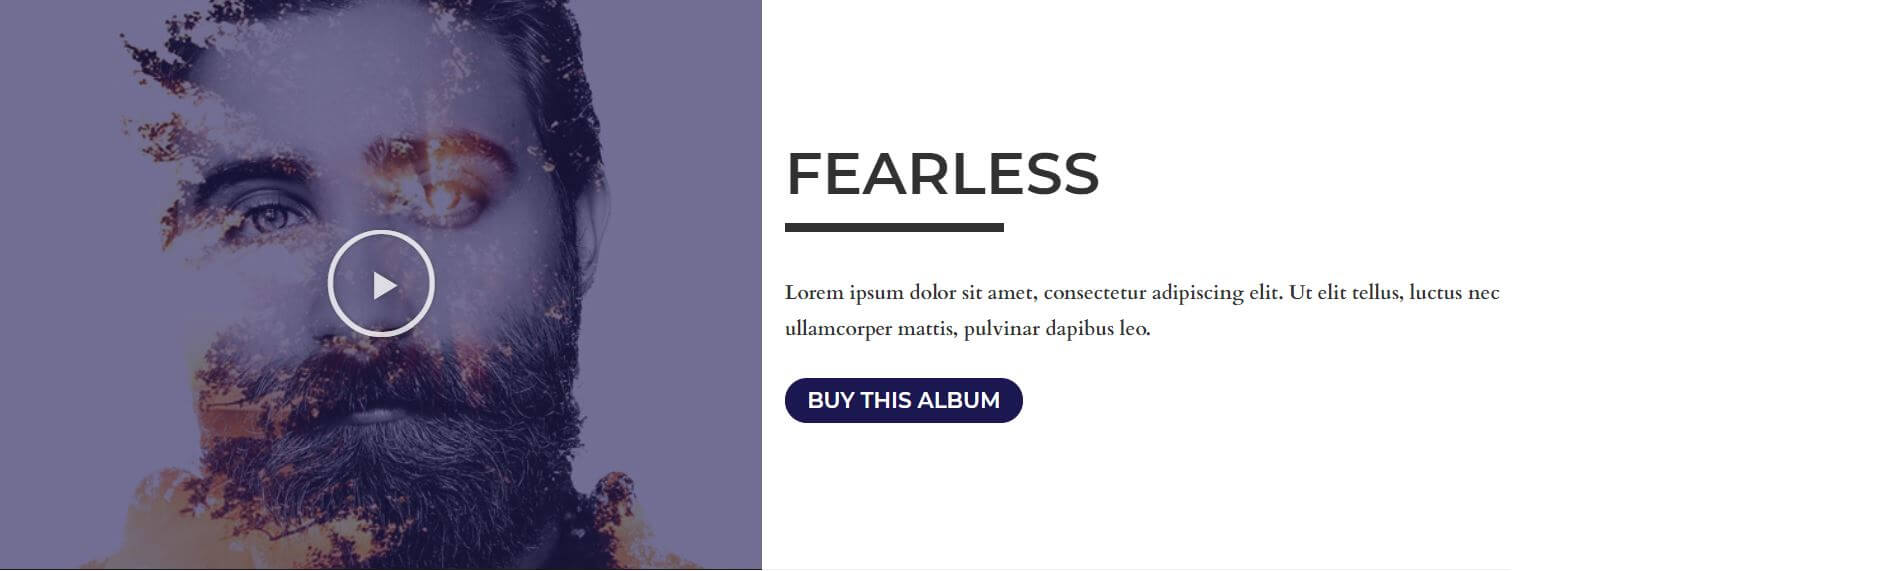 FEARLESS
Lorem ipsum dolor sit amet, consectetur adipiscing elit. Ut elit tellus, luctus nec
ullamcorper mattis, pulvinar dapibus leo.
BUY THIS ALBUM